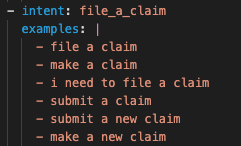 - intent: file_a_claim
  examples: |
    - file a claim
    - make a claim
    - i need to file a claim
    - submit a claim
    - submit a new claim
    - make a new claim